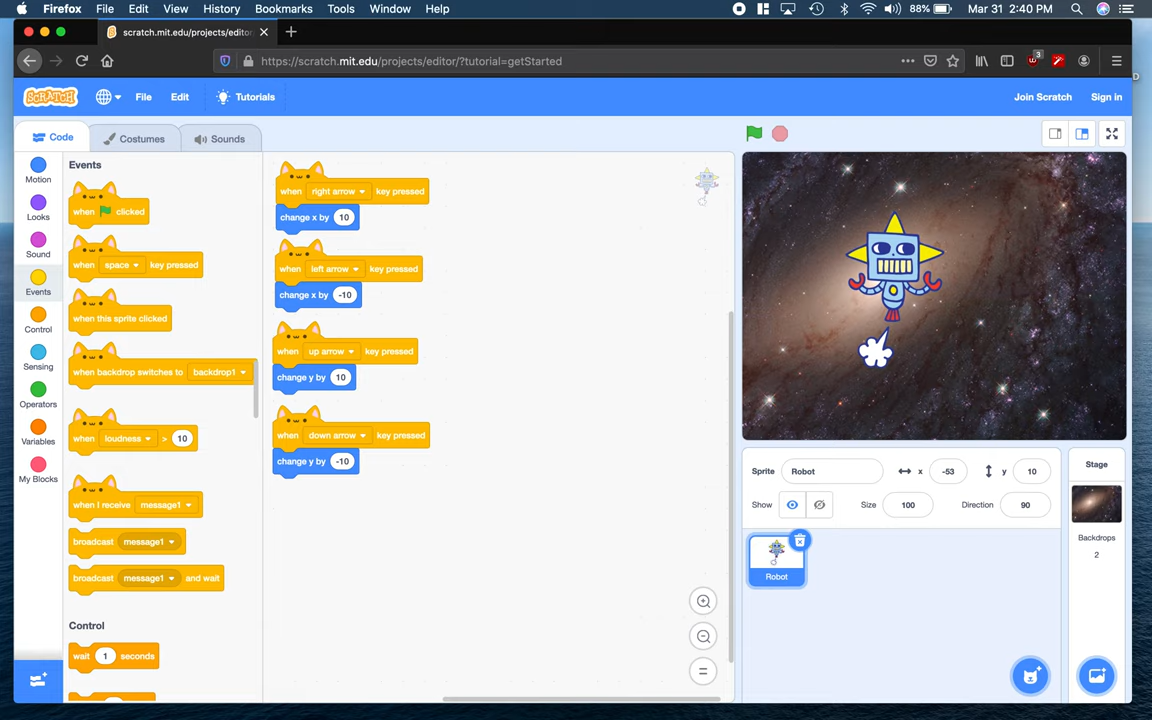 Firefox File Edit View History Bookmarks Tools Window Help 88% Mar 31 2:40 PM
scratch.mit.edu/projects/editor
https://scratch.mit.edu/projects/editor/?tutorial=getStarted
3
D
SCRATCH File Edit Tutorials Join Scratch Sign in
Code Costumes Sounds
Motion
Looks
Sound
Events
Control
Sensing
Operators
Variables
My Blocks
Events
when clicked
when space key pressed
when this sprite clicked
when backdrop switches to backdrop1
when loudness > 10
when I receive message1
broadcast message1
broadcast message1 and wait
Control
wait 1 seconds
when right arrow key pressed
change x by 10
when left arrow key pressed
change x by -10
when up arrow key pressed
change y by 10
when down arrow key pressed
change y by -10
Sprite Robot x -53 y 10
Show Size 100 Direction 90
Robot
Stage
Backdrops
2